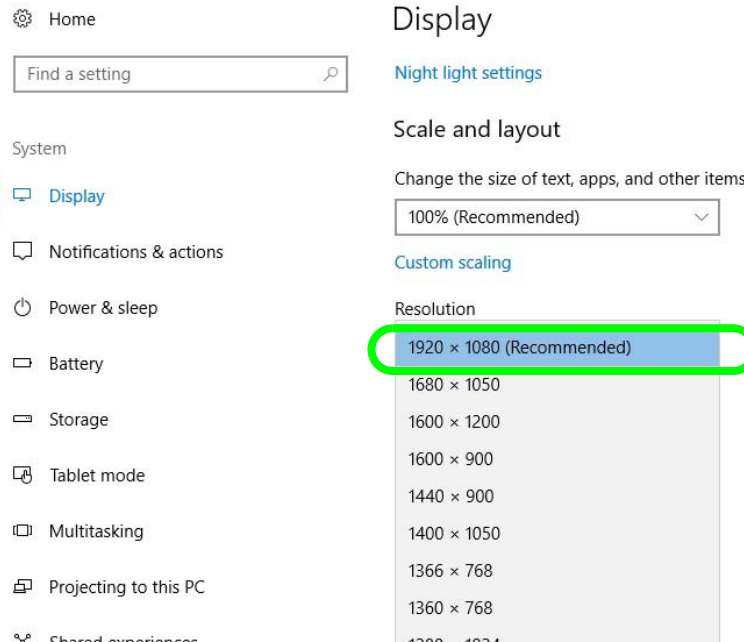 Home
Find a setting
System
Display
Notifications & actions
Power & sleep
Battery
Storage
Tablet mode
Multitasking
Projecting to this PC
Shared experiences
Display
Night light settings
Scale and layout
Change the size of text, apps, and other items
100% (Recommended)
Custom scaling
Resolution
1920 × 1080 (Recommended)
1680 × 1050
1600 × 1200
1600 × 900
1440 × 900
1400 × 1050
1366 × 768
1360 × 768